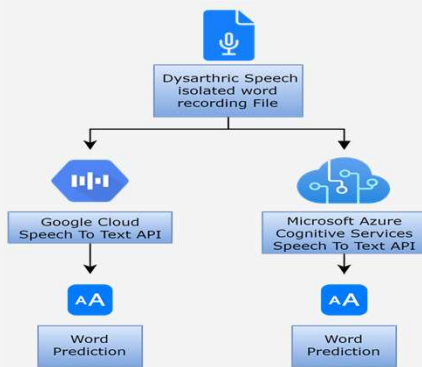 Dysarthric Speech
isolated word
recording File
Google Cloud
Speech To Text API
Microsoft Azure
Cognitive Services
Speech To Text API
AA
AA
Word
Prediction
Word
Prediction